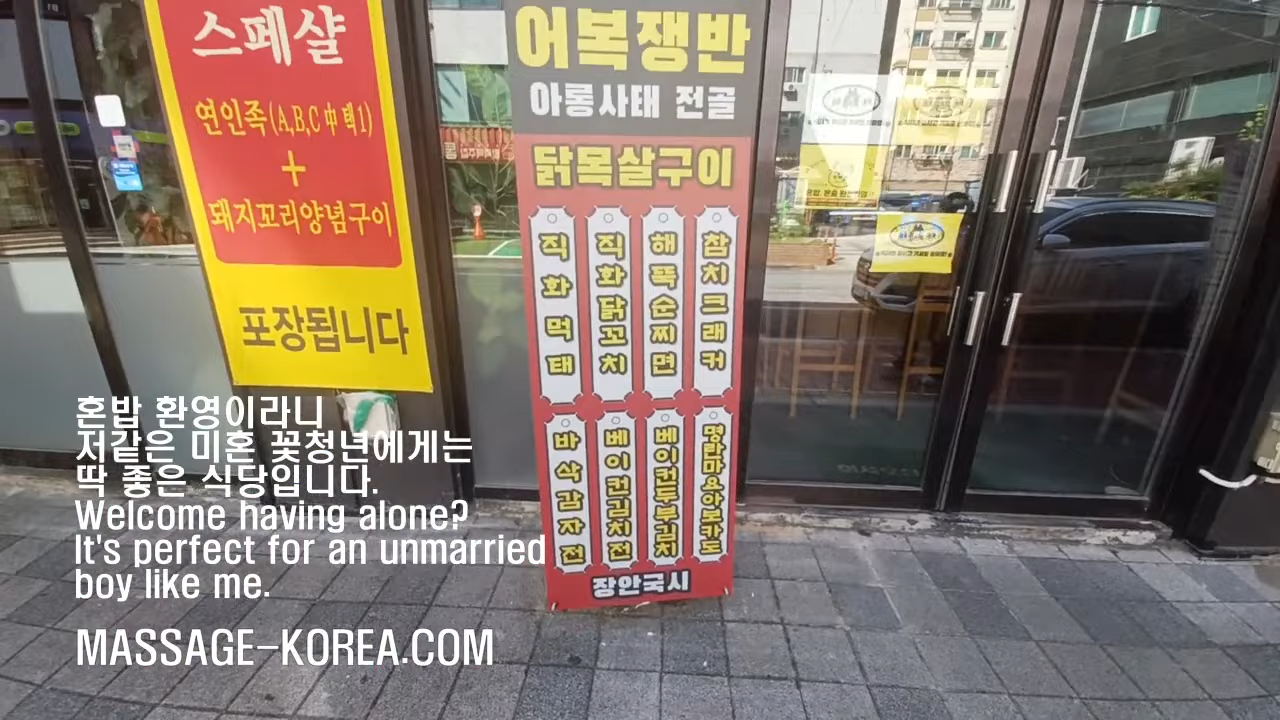 스페샬
연인족(A,B,C 中 택1)
+
돼지꼬리양념구이
포장됩니다
어복쟁반
아롱사태 전골
닭목살구이
직화먹태
직화닭꼬치
해뜩순찌면
참치크래커
바삭감자전
베이컨김치전
베이컨두부김치
명란마요아보카도
장안국시
혼밥 환영이라니
저같은 미혼 꽃청년에게는
딱 좋은 식당입니다.
Welcome having alone?
It's perfect for an unmarried
boy like me.
MASSAGE-KOREA.COM